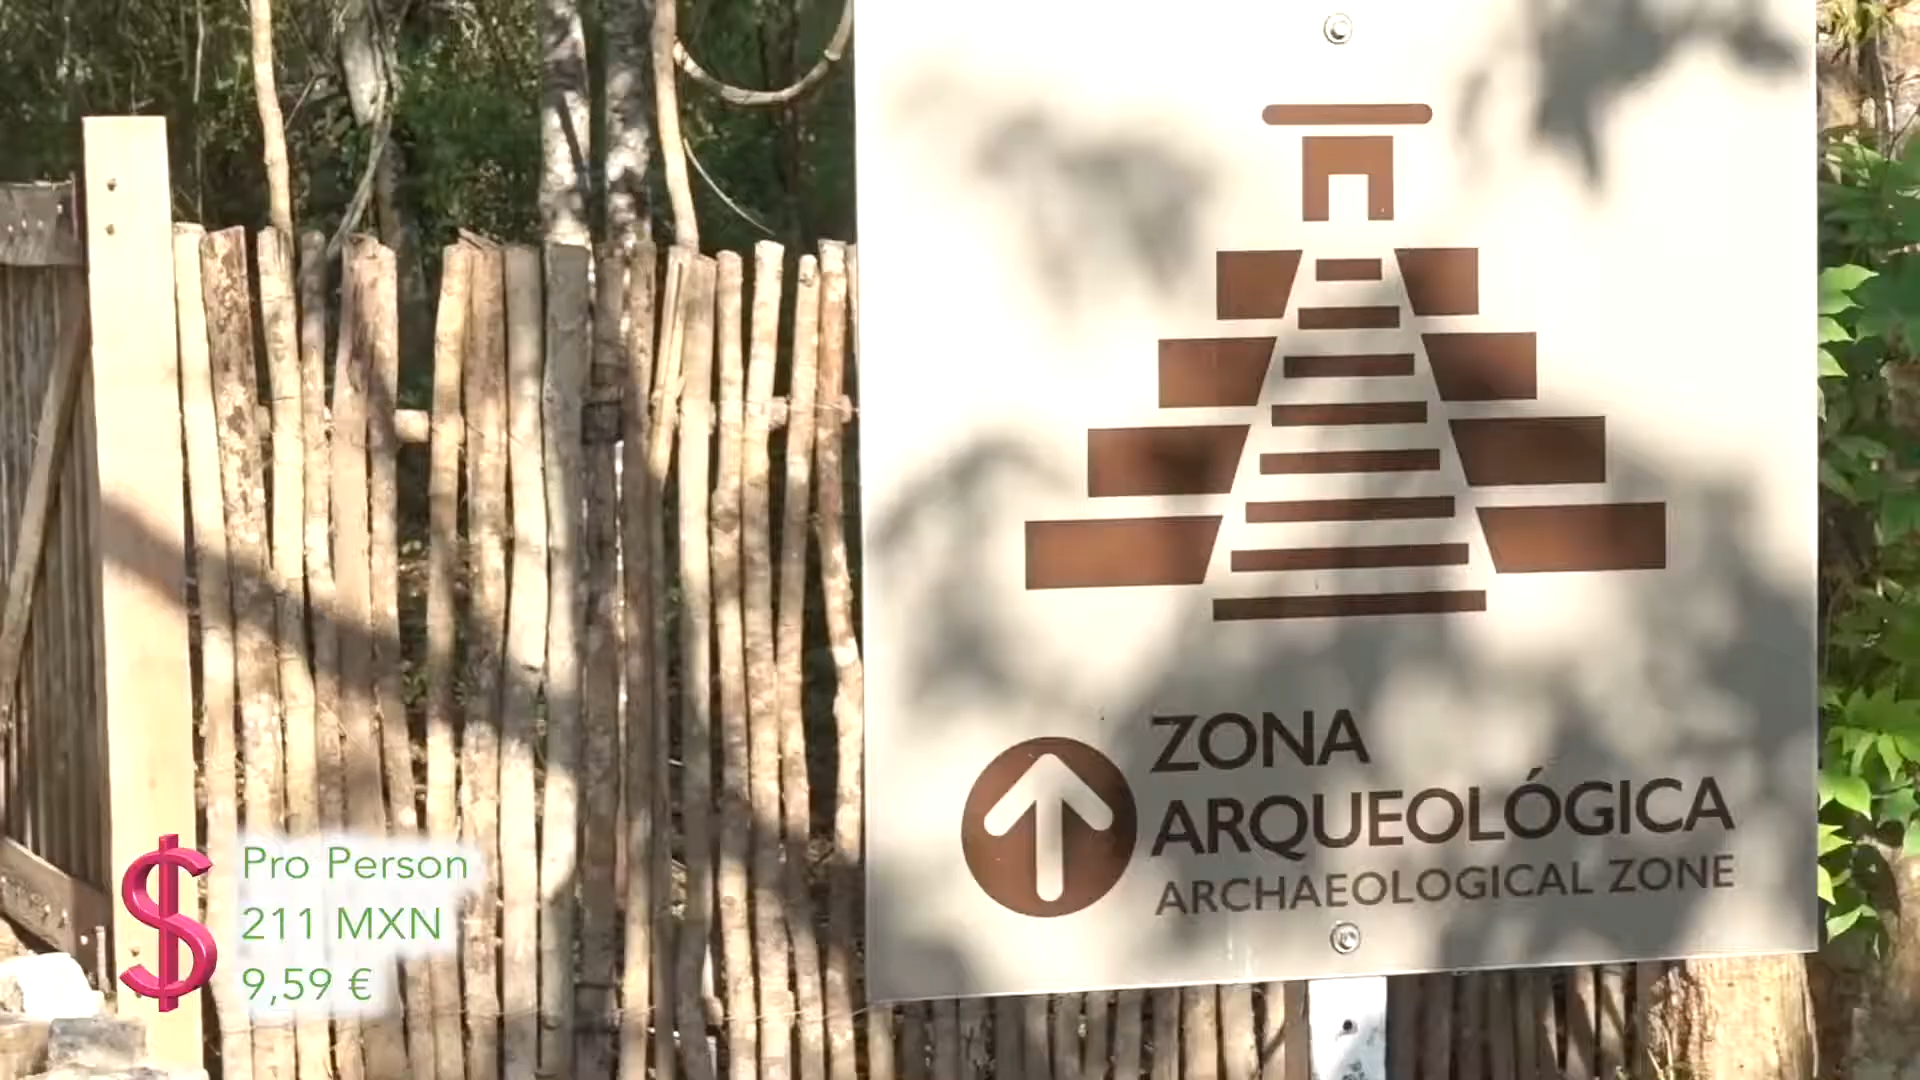 ZONA
ARQUEOLÓGICA
ARCHAEOLOGICAL ZONE
Pro Person
211 MXN
9,59 €